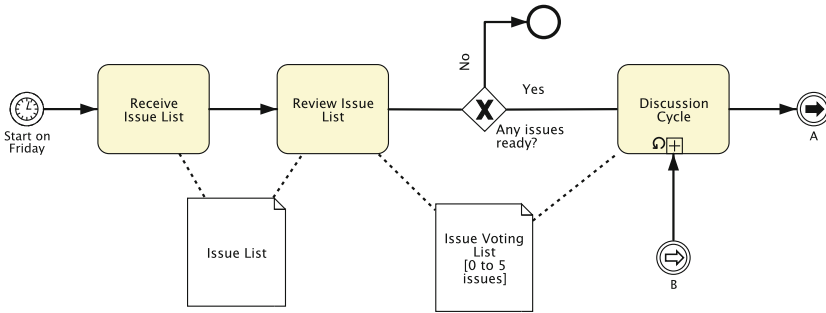 Start on
Friday
Receive
Issue List
Review Issue
List
No
Yes
Any issues
ready?
Discussion
Cycle
A
Issue List
Issue Voting
List
[0 to 5
issues]
B